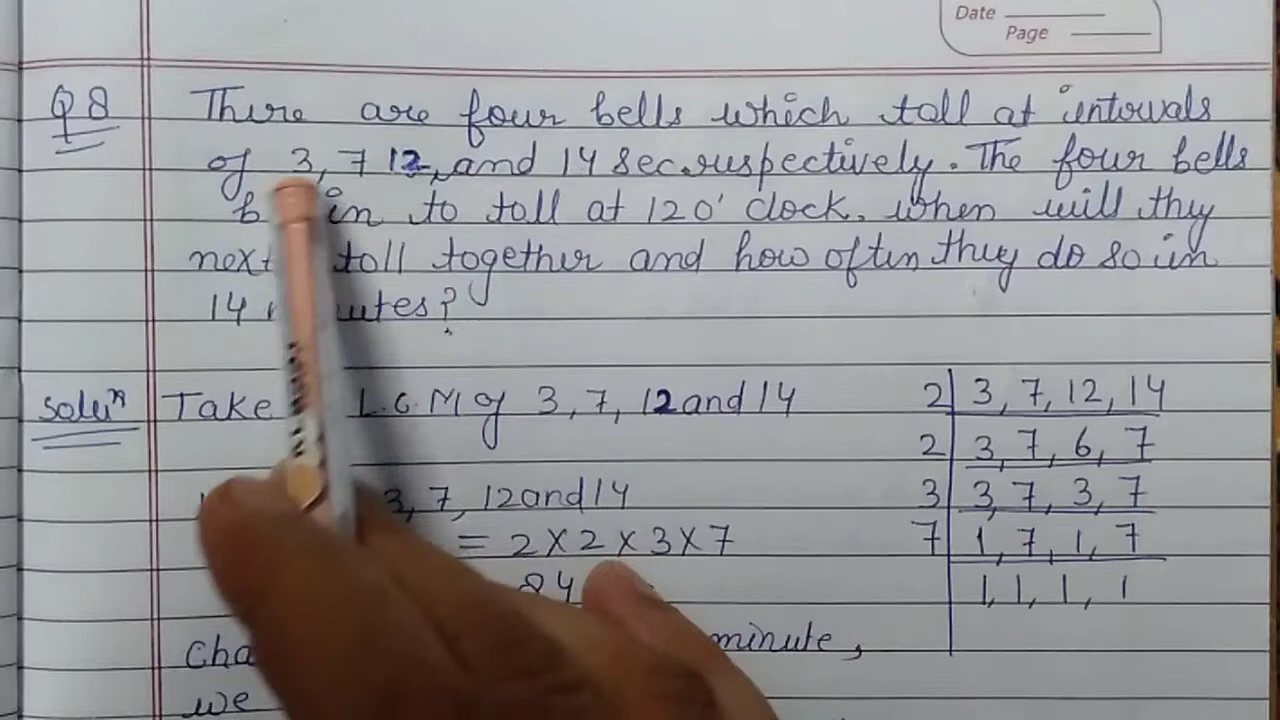 Date
Page
Q8 There are four bells which toll at intervals
of 3, 7 12, and 14 sec. respectively. The four bells
in to toll at 12 o' clock. when will they
next toll together and how often they do so in
14 ?
Soluⁿ Take L.C.M of 3, 7, 12 and 14
3, 7, 12 and 14
= 2×2×3×7
84
minute,
we
2 3, 7, 12, 14
2 3, 7, 6, 7
3 3, 7, 3, 7
7 1, 7, 1, 7
1, 1, 1, 1